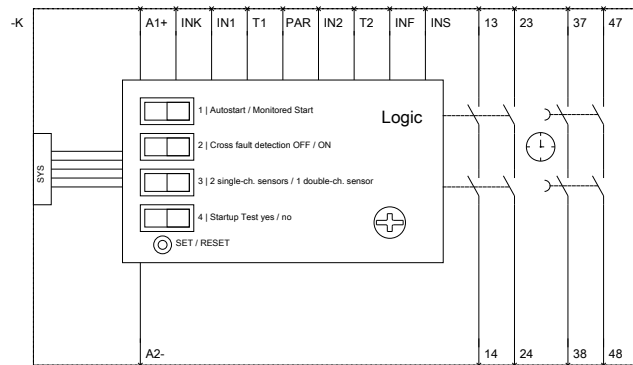 -K A1+ INK IN1 T1 PAR IN2 T2 INF INS 13 23 37 47
1 | Autostart / Monitored Start
Logic
2 | Cross fault detection OFF / ON
SYS
3 | 2 single-ch. sensors / 1 double-ch. sensor
4 | Startup Test yes / no
SET / RESET
A2- 14 24 38 48